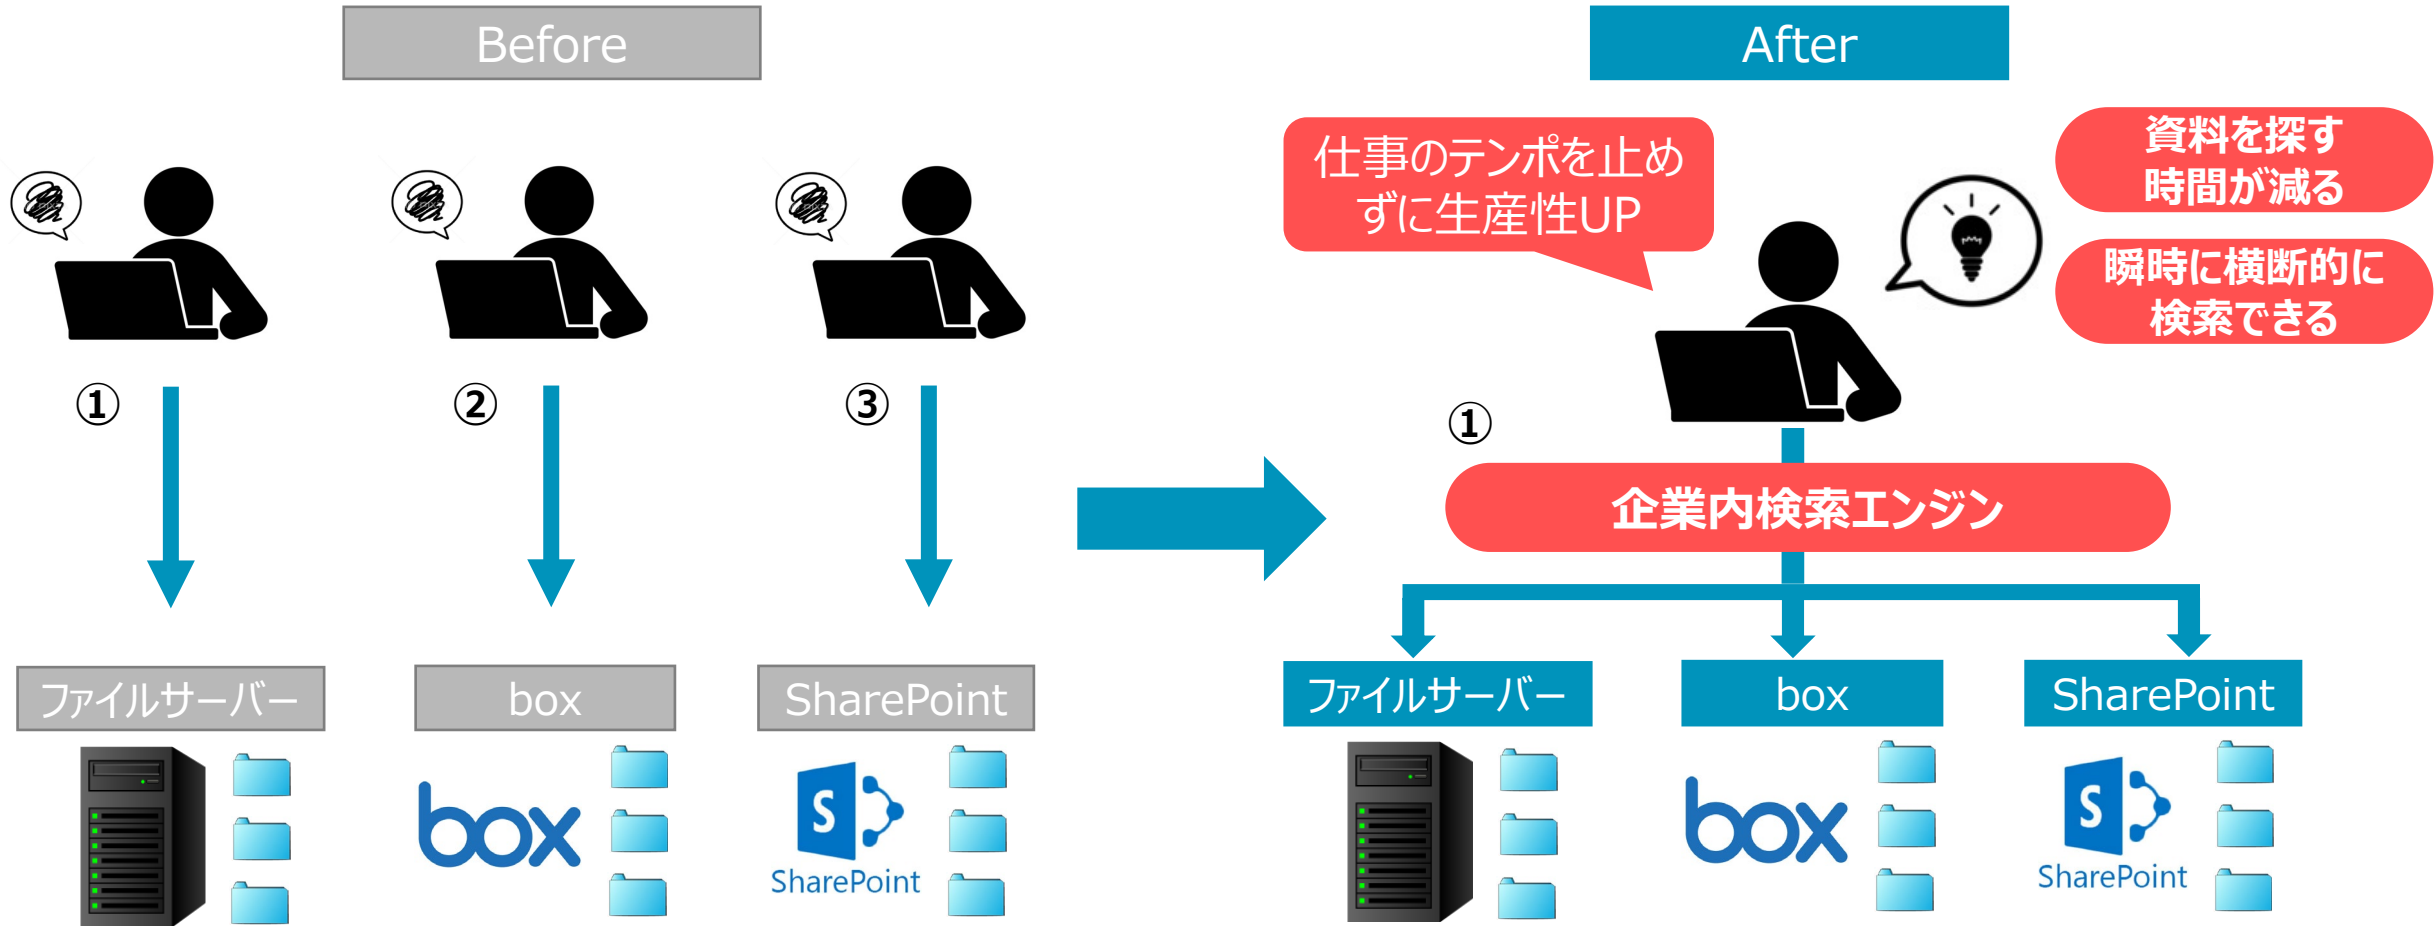 Before
①
②
③
ファイルサーバー
box
SharePoint
box
S
SharePoint
After
仕事のテンポを止め
ずに生産性UP
資料を探す
時間が減る
瞬時に横断的に
検索できる
①
企業内検索エンジン
ファイルサーバー
box
SharePoint
box
S
SharePoint